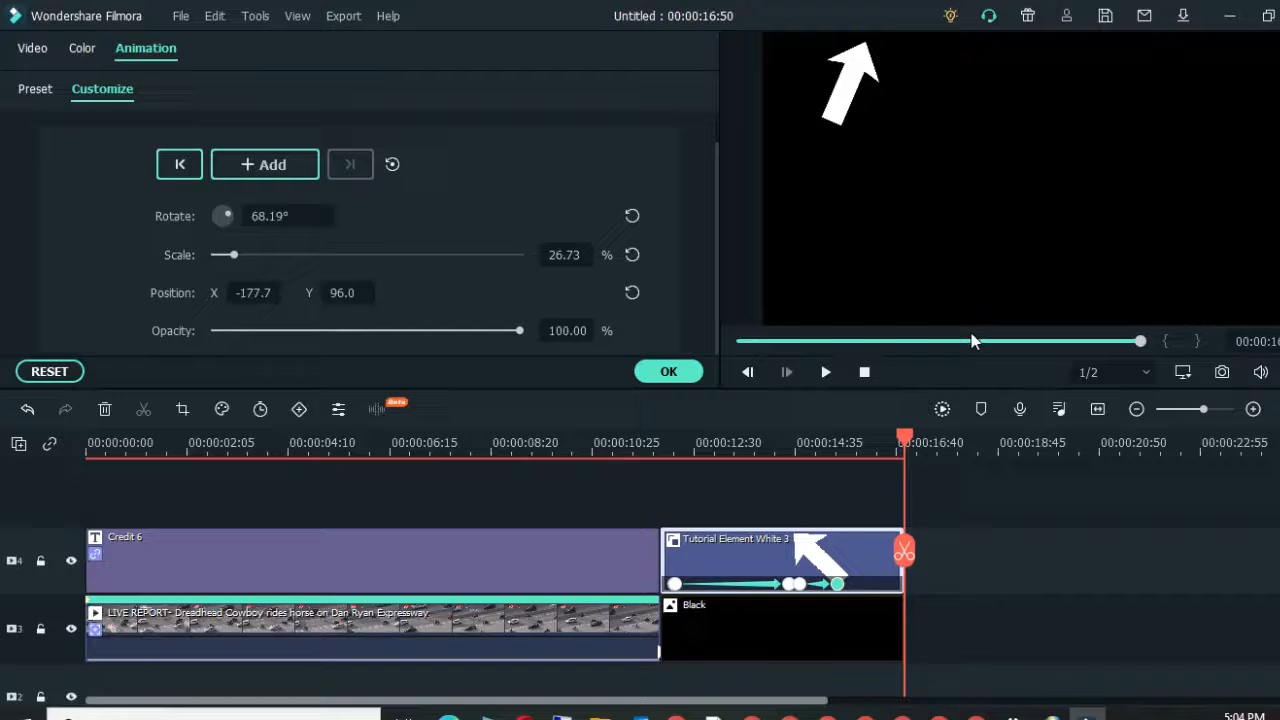 Wondershare Filmora File Edit Tools View Export Help Untitled : 00:00:16:50
Video Color Animation
Preset Customize
+ Add
Rotate: 68.19°
Scale: 26.73 %
Position: X -177.7 Y 96.0
Opacity: 100.00 %
{ } 00:00:16
RESET OK 1/2
Beta
00:00:00:00 00:00:02:05 00:00:04:10 00:00:06:15 00:00:08:20 00:00:10:25 00:00:12:30 00:00:14:35 00:00:16:40 00:00:18:45 00:00:20:50 00:00:22:55
4 T Credit 6 Tutorial Element White 3
3 LIVE REPORT- Dreadhead Cowboy rides horse on Dan Ryan Expressway Black
2
5:04 PM